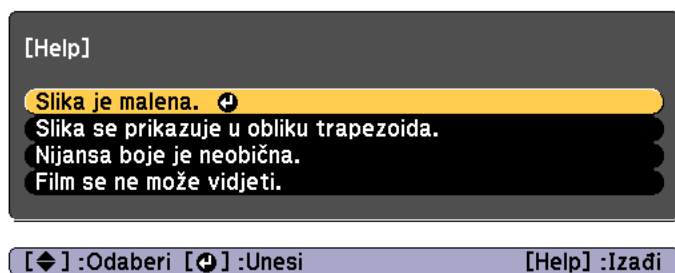 [Help]
Slika je malena.
Slika se prikazuje u obliku trapezoida.
Nijansa boje je neobična.
Film se ne može vidjeti.
[◆] :Odaberi [⏎] :Unesi [Help] :Izađi